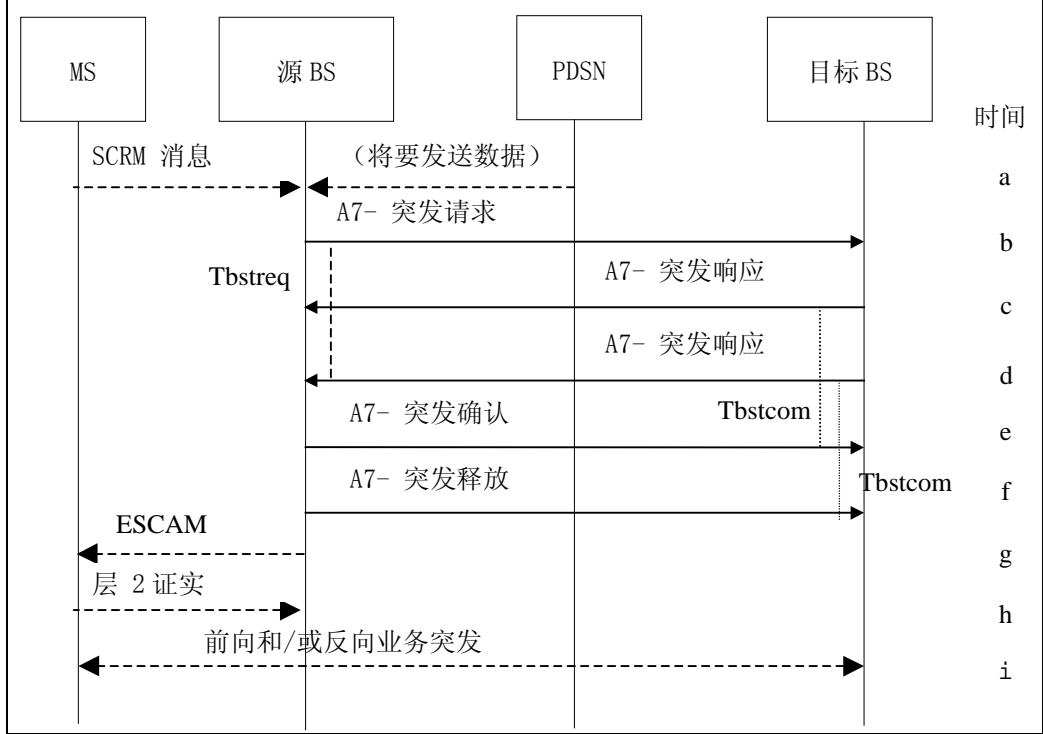 MS
源 BS
PDSN
目标 BS
时间
SCRM 消息
（将要发送数据）
a
A7- 突发请求
b
Tbstreq
A7- 突发响应
c
A7- 突发响应
d
A7- 突发确认
Tbstcom
e
A7- 突发释放
Tbstcom
f
ESCAM
g
层 2 证实
h
前向和/或反向业务突发
i